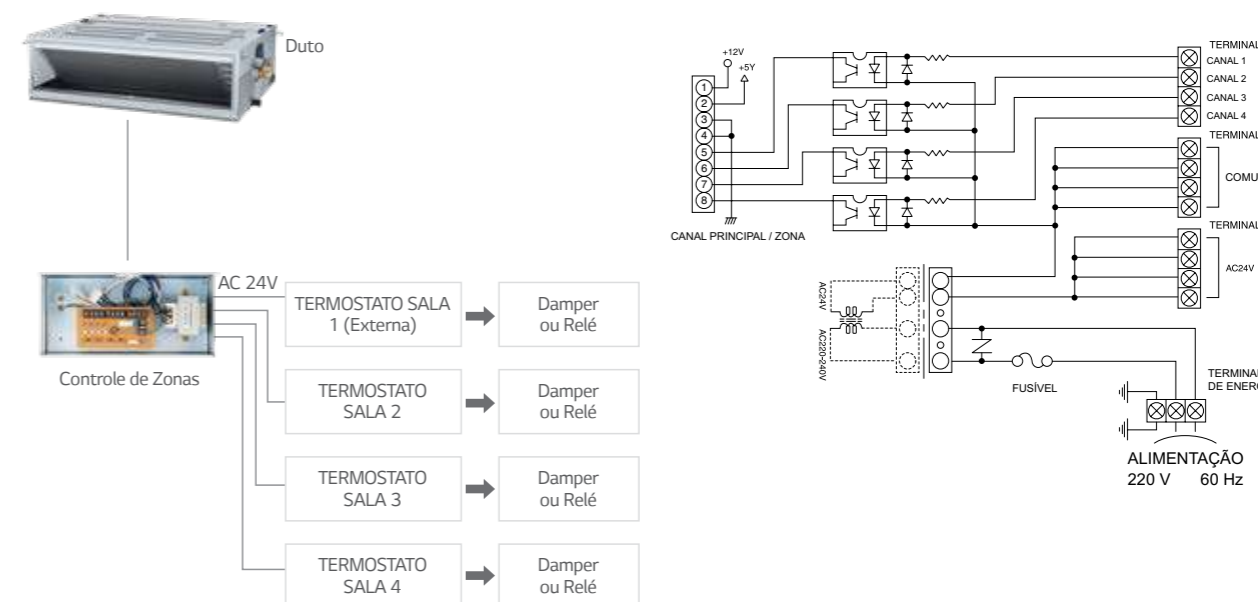 Duto
AC 24V
TERMOSTATO SALA
1 (Externa)
Damper
ou Relé
Controle de Zonas
TERMOSTATO
SALA 2
Damper
ou Relé
TERMOSTATO
SALA 3
Damper
ou Relé
TERMOSTATO
SALA 4
Damper
ou Relé
+12V
+5Y
1
2
3
4
5
6
7
8
CANAL PRINCIPAL / ZONA
TERMINAL
CANAL 1
CANAL 2
CANAL 3
CANAL 4
TERMINAL
COMU
TERMINAL
AC24V
AC24V
AC220-240V
FUSÍVEL
TERMINAL
DE ENER
ALIMENTAÇÃO
220 V 60 Hz